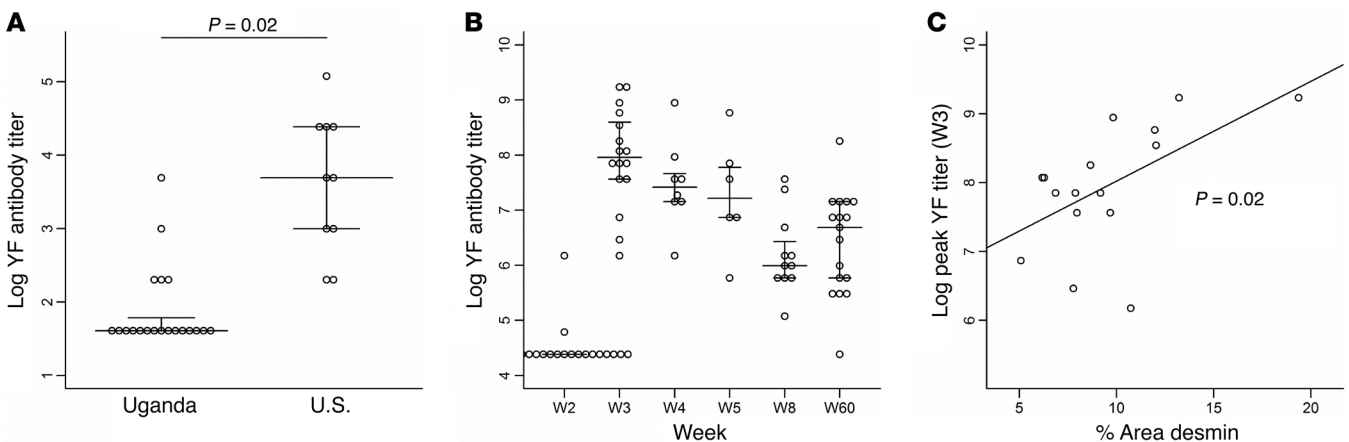 A
P = 0.02
Log YF antibody titer
5
4
3
2
1
Uganda
U.S.
B
Log YF antibody titer
10
9
8
7
6
5
4
W2
W3
W4
W5
W8
W60
Week
C
Log peak YF titer (W3)
10
9
8
7
6
P = 0.02
5
10
15
20
% Area desmin